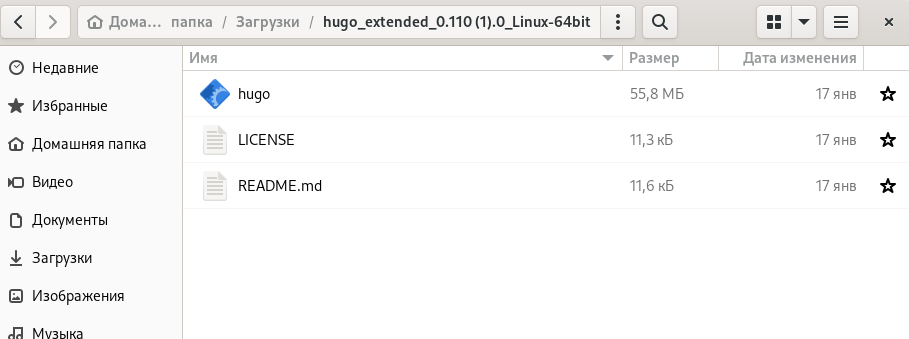 Дома… папка / Загрузки / hugo_extended_0.110 (1).0_Linux-64bit
Имя Размер Дата изменения
Недавние
Избранные
Домашняя папка
Видео
Документы
Загрузки
Изображения
Музыка
hugo 55,8 МБ 17 янв
LICENSE 11,3 кБ 17 янв
README.md 11,6 кБ 17 янв